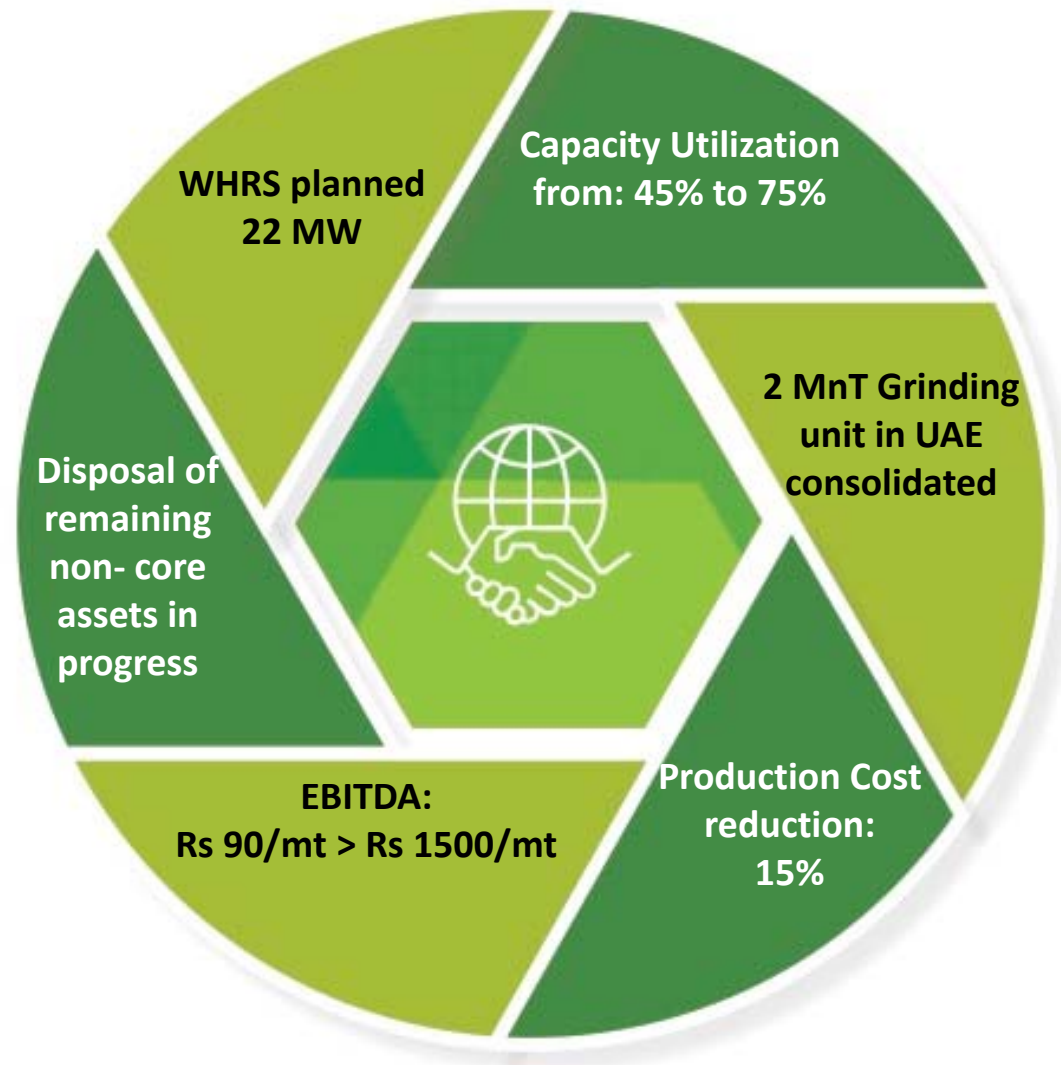 WHRS planned
22 MW
Capacity Utilization
from: 45% to 75%
2 MnT Grinding
unit in UAE
consolidated
Production Cost
reduction:
15%
EBITDA:
Rs 90/mt > Rs 1500/mt
Disposal of
remaining
non- core
assets in
progress